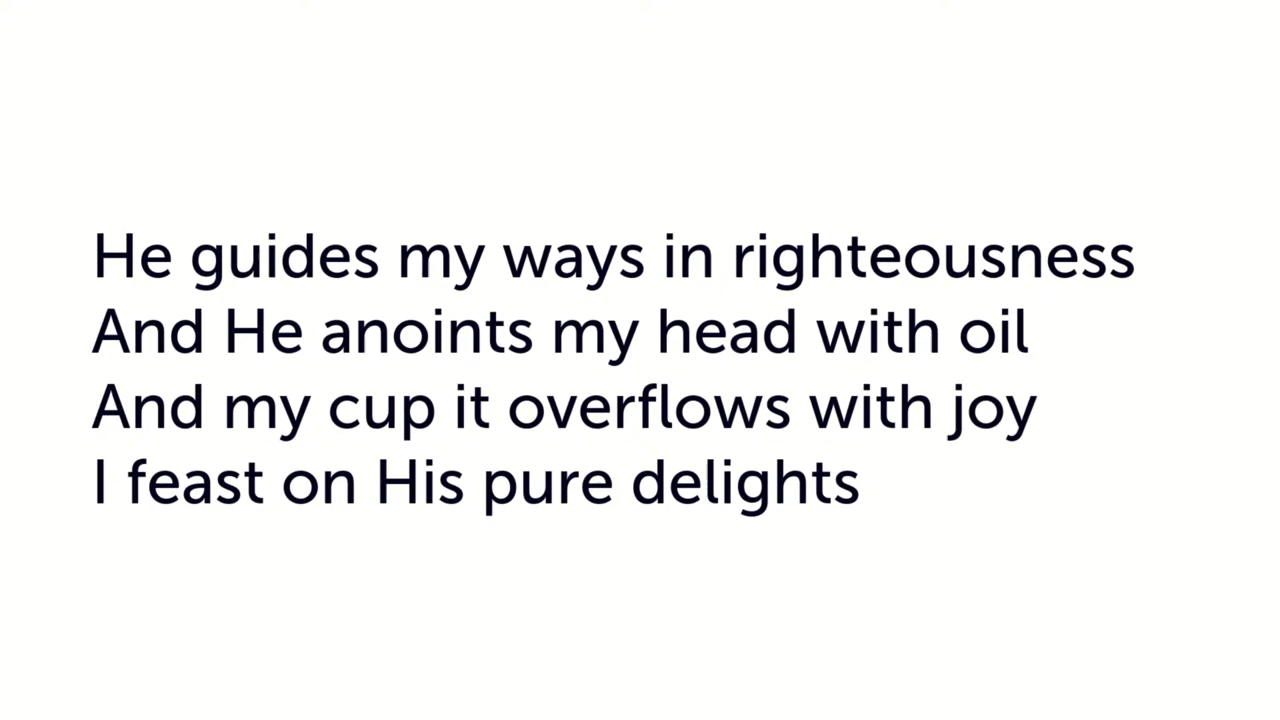 He guides my ways in righteousness
And He anoints my head with oil
And my cup it overflows with joy
I feast on His pure delights